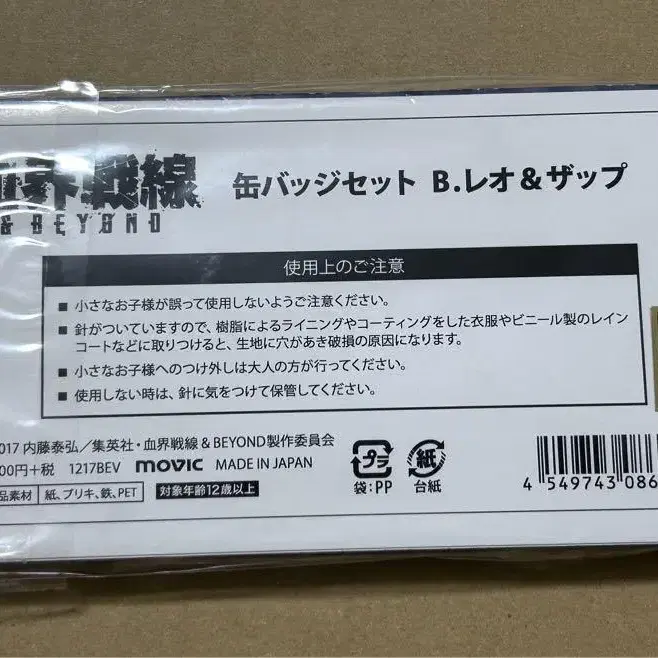 血界戦線
& BEYOND
缶バッジセット B.レオ&ザップ
使用上のご注意
■ 小さなお子様が誤って使用しないようご注意ください。
■ 針がついていますので、樹脂によるライニングやコーティングをした衣服やビニール製のレイン
コートなどに取りつけると、生地に穴があき破損の原因になります。
■ 小さなお子様へのつけ外しは大人の方が行ってください。
■ 使用しない時は、針に気をつけて保管してください。
017 内藤泰弘／集英社・血界戦線&BEYOND製作委員会
00円+税 1217BEV movic MADE IN JAPAN
品素材 紙、ブリキ、鉄、PET 対象年齢12歳以上
プラ
袋:PP
紙
台紙
4 549743 086